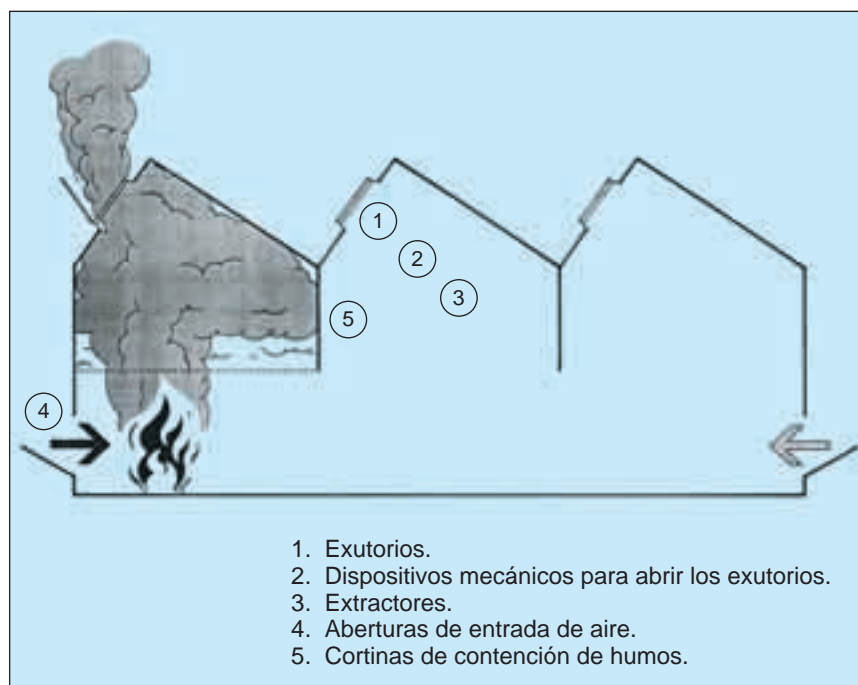 1
2
3
5
4
1. Exutorios.
2. Dispositivos mecánicos para abrir los exutorios.
3. Extractores.
4. Aberturas de entrada de aire.
5. Cortinas de contención de humos.